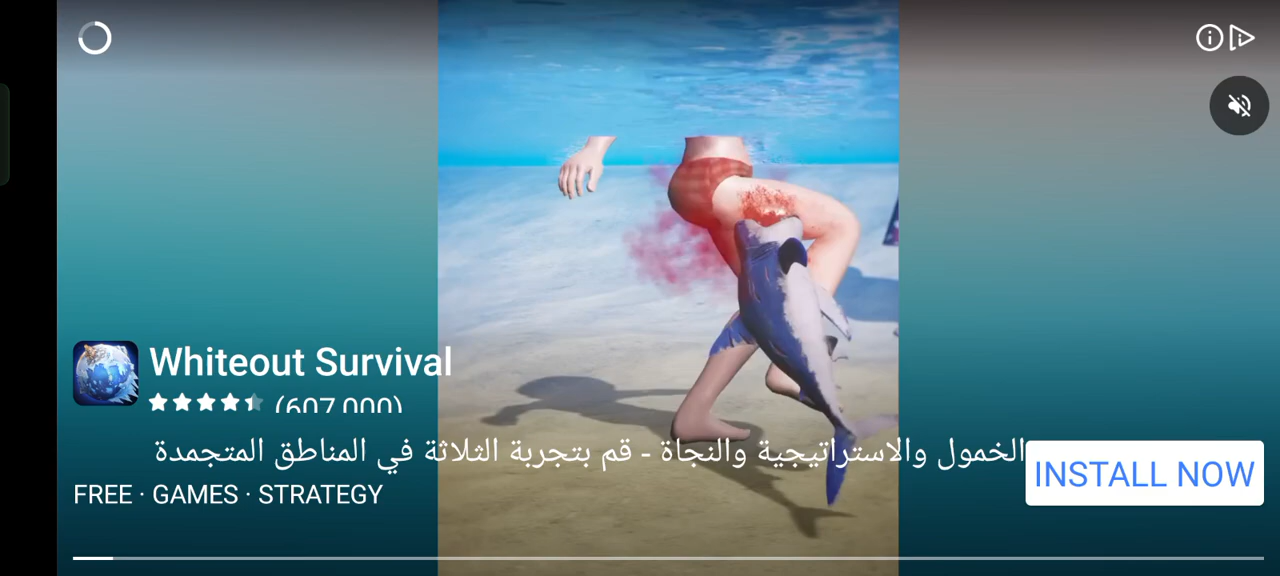 Whiteout Survival
(607,000)
الخمول والاستراتيجية والنجاة - قم بتجربة الثلاثة في المناطق المتجمدة
FREE · GAMES · STRATEGY
INSTALL NOW